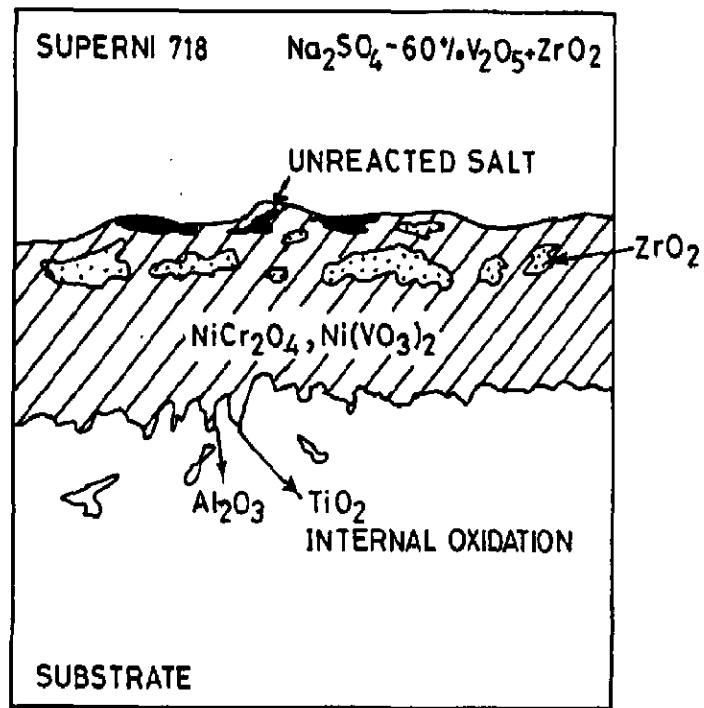 SUPERNI 718 Na₂SO₄-60%V₂O₅+ZrO₂
UNREACTED SALT
ZrO₂
NiCr₂O₄, Ni(VO₃)₂
Al₂O₃ TiO₂
INTERNAL OXIDATION
SUBSTRATE